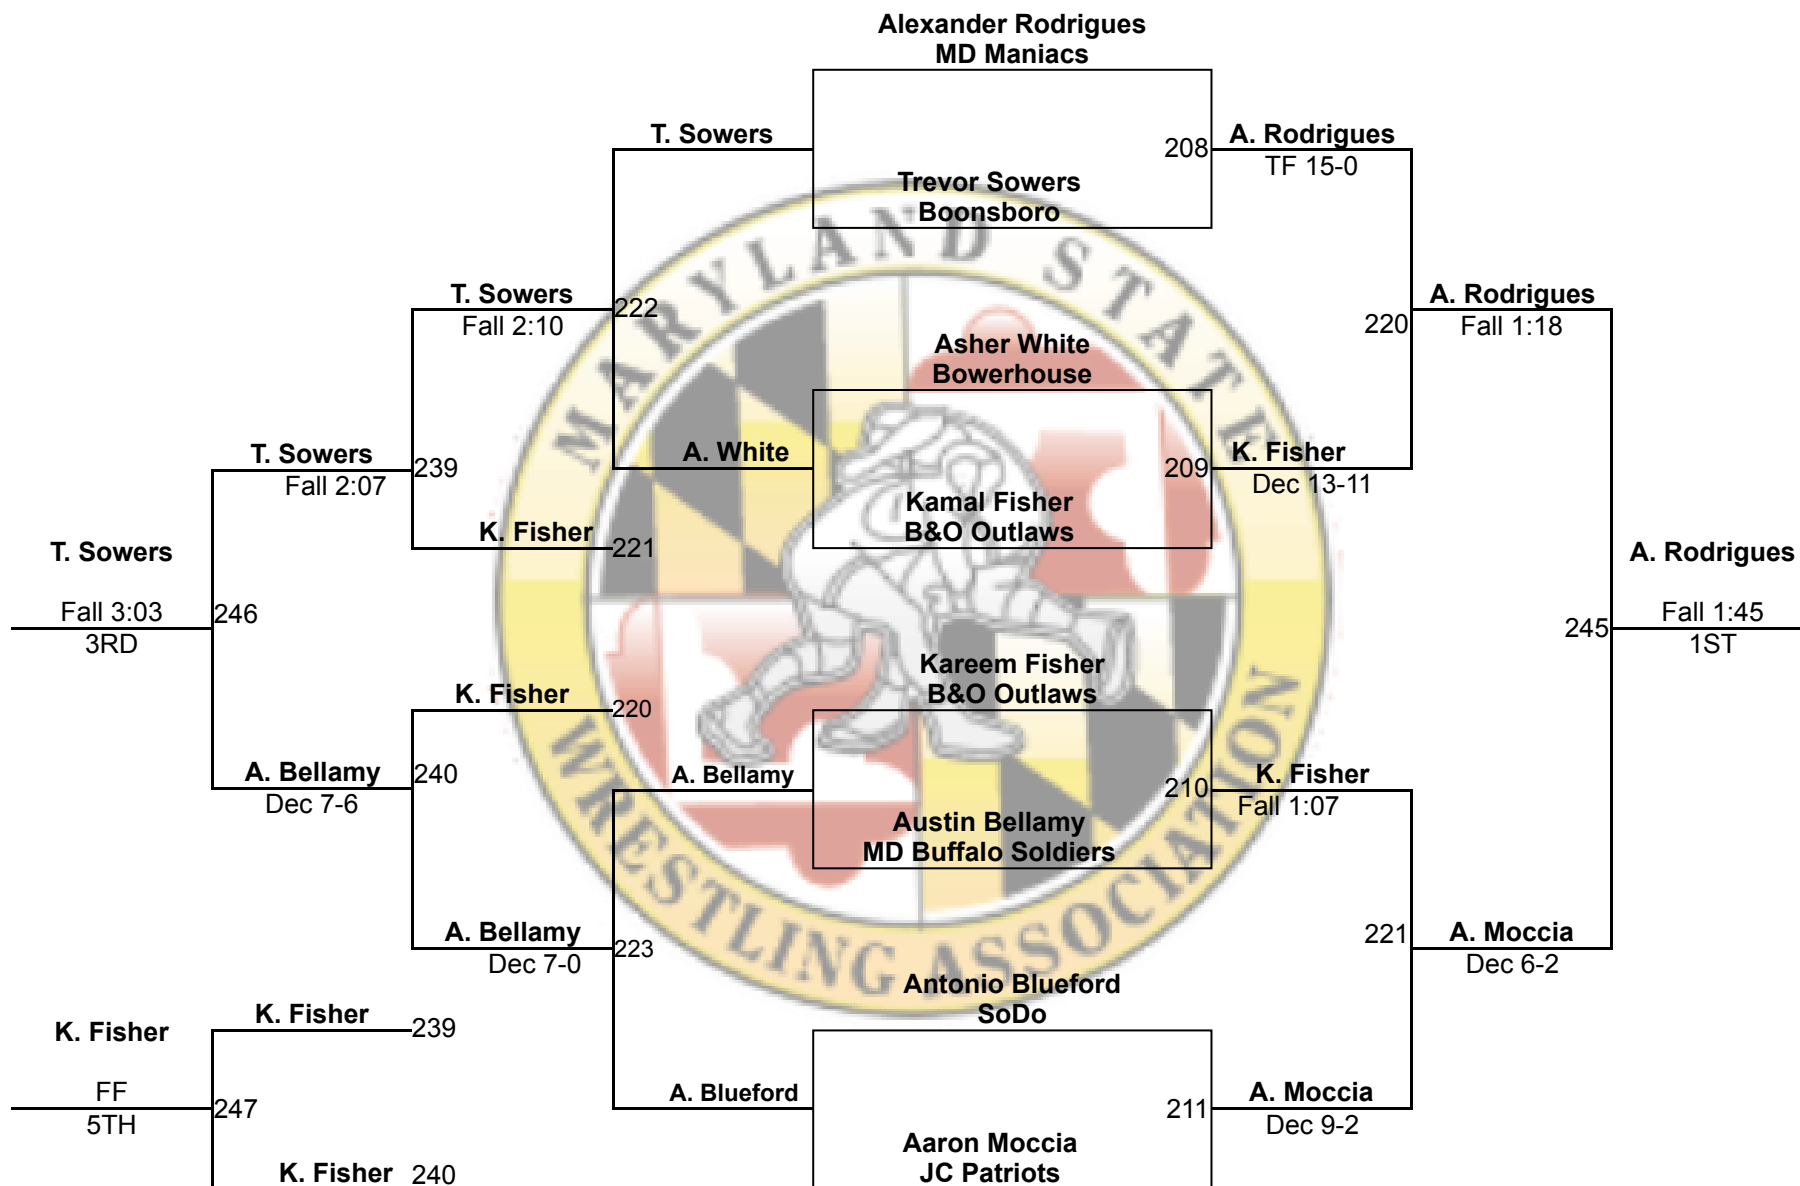 Alexander Rodrigues
MD Maniacs
T. Sowers
208
A. Rodrigues
TF 15-0
Trevor Sowers
Boonsboro
MARYLAND STATE
WRESTLING ASSOCIATION
T. Sowers
222
Fall 2:10
A. Rodrigues
220
Fall 1:18
Asher White
Bowerhouse
T. Sowers
239
Fall 2:07
A. White
209
K. Fisher
Dec 13-11
Kamal Fisher
B&O Outlaws
K. Fisher
221
T. Sowers
Fall 3:03
246
3RD
A. Rodrigues
245
Fall 1:45
1ST
Kareem Fisher
B&O Outlaws
K. Fisher
220
A. Bellamy
240
Dec 7-6
A. Bellamy
210
K. Fisher
Fall 1:07
Austin Bellamy
MD Buffalo Soldiers
A. Bellamy
223
Dec 7-0
221
A. Moccia
Dec 6-2
Antonio Blueford
SoDo
K. Fisher
K. Fisher
239
FF
247
5TH
A. Blueford
211
A. Moccia
Dec 9-2
Aaron Moccia
JC Patriots
K. Fisher
240